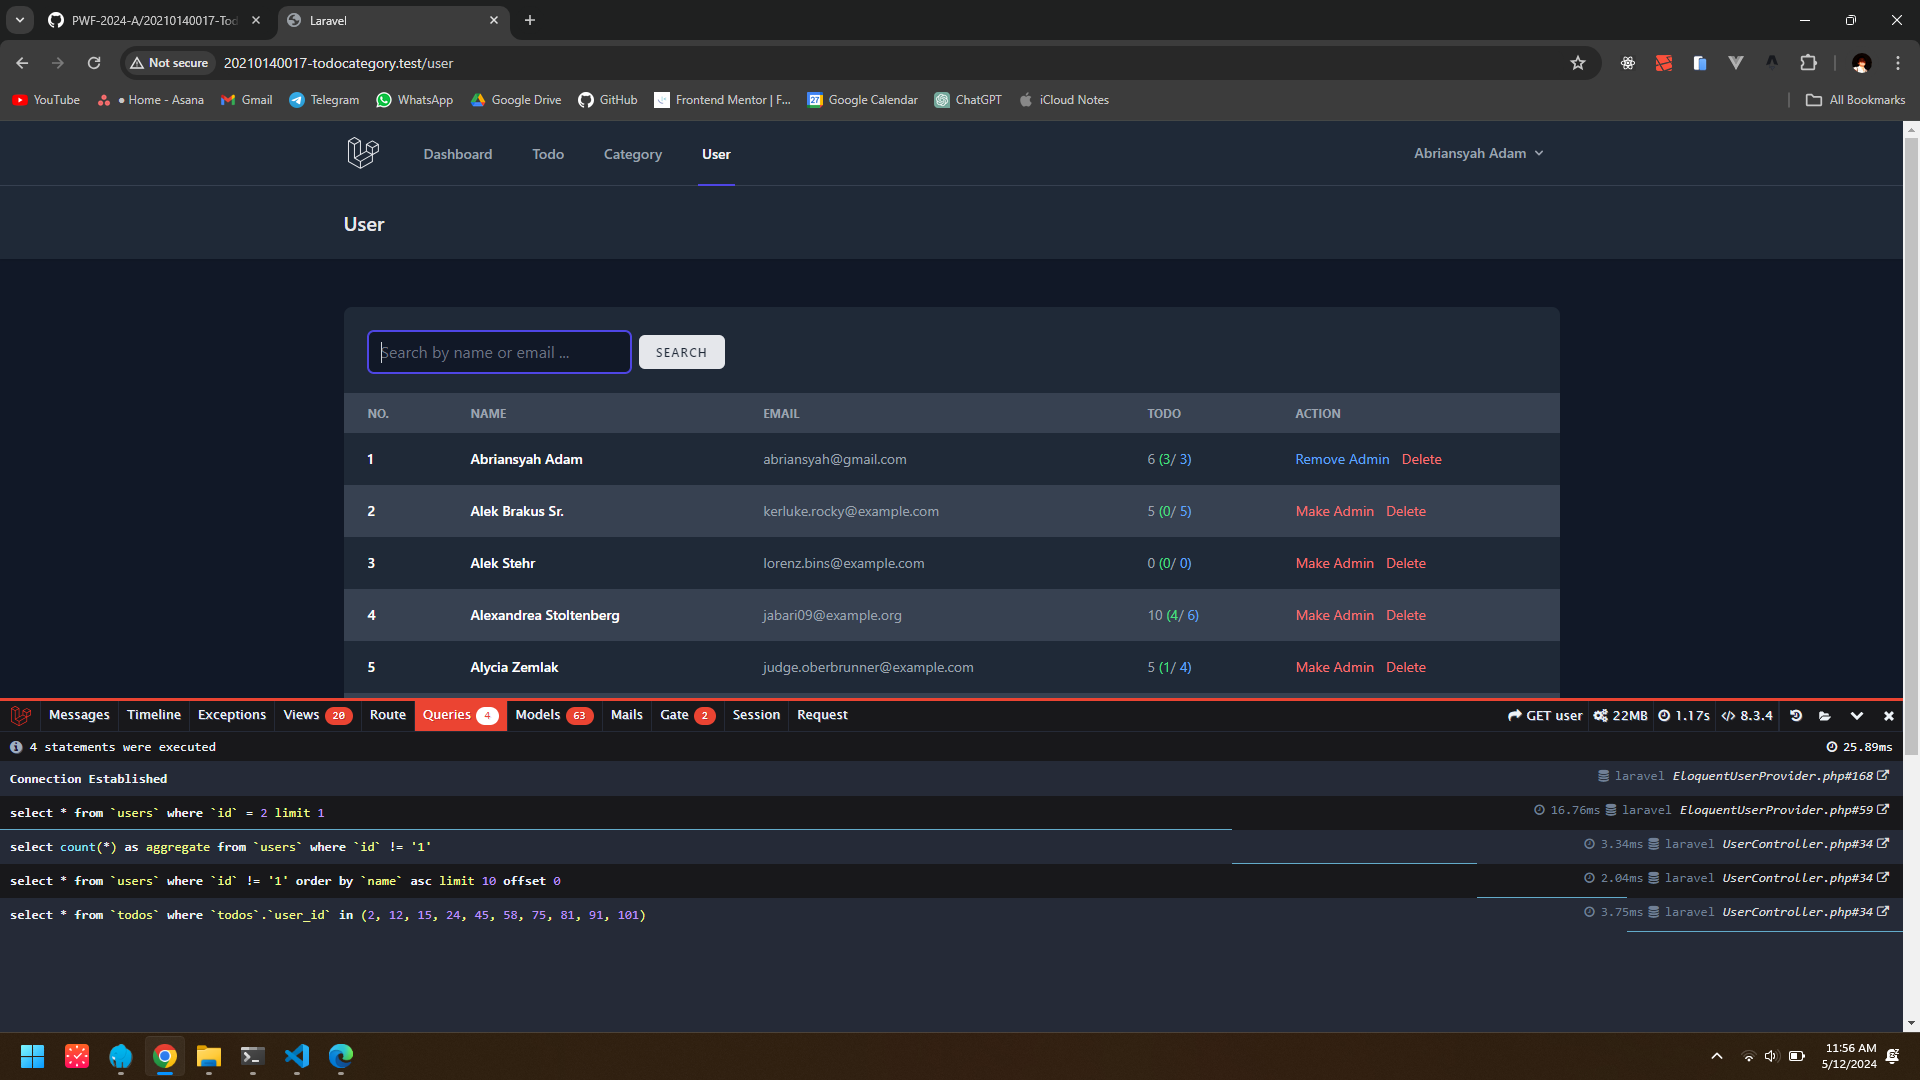 PWF-2024-A/20210140017-Tod
Laravel
Not secure
20210140017-todocategory.test/user
YouTube
● Home - Asana
Gmail
Telegram
WhatsApp
Google Drive
GitHub
Frontend Mentor | F...
27
Google Calendar
ChatGPT
iCloud Notes
All Bookmarks
Dashboard
Todo
Category
User
Abriansyah Adam
User
Search by name or email ...
SEARCH
NO. NAME EMAIL TODO ACTION
1 Abriansyah Adam abriansyah@gmail.com 6 (3/ 3) Remove Admin Delete
2 Alek Brakus Sr. kerluke.rocky@example.com 5 (0/ 5) Make Admin Delete
3 Alek Stehr lorenz.bins@example.com 0 (0/ 0) Make Admin Delete
4 Alexandrea Stoltenberg jabari09@example.org 10 (4/ 6) Make Admin Delete
5 Alycia Zemlak judge.oberbrunner@example.com 5 (1/ 4) Make Admin Delete
Messages Timeline Exceptions Views 20 Route Queries 4 Models 63 Mails Gate 2 Session Request GET user 22MB 1.17s 8.3.4
4 statements were executed 25.89ms
Connection Established laravel EloquentUserProvider.php#168
select * from `users` where `id` = 2 limit 1 16.76ms laravel EloquentUserProvider.php#59
select count(*) as aggregate from `users` where `id` != '1' 3.34ms laravel UserController.php#34
select * from `users` where `id` != '1' order by `name` asc limit 10 offset 0 2.04ms laravel UserController.php#34
select * from `todos` where `todos`.`user_id` in (2, 12, 15, 24, 45, 58, 75, 81, 91, 101) 3.75ms laravel UserController.php#34
11:56 AM
5/12/2024